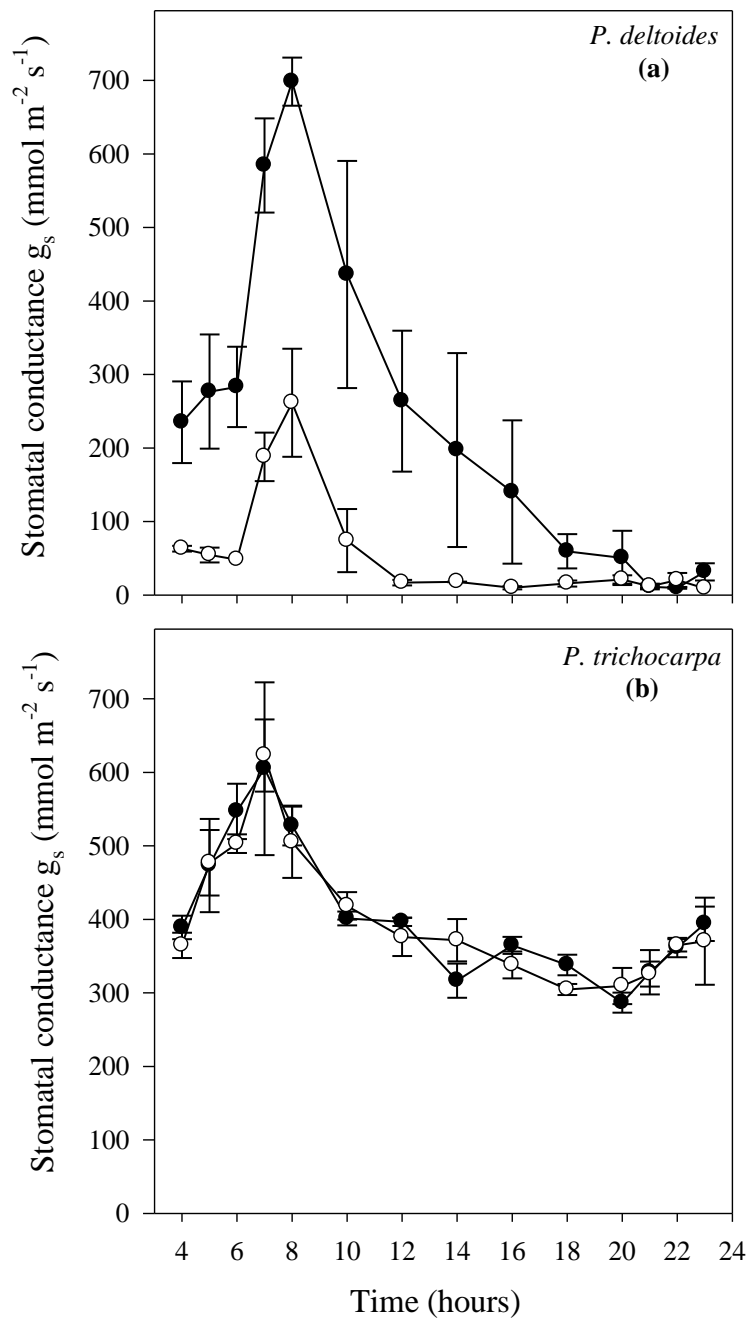 P. deltoides
(a)
Stomatal conductance gs (mmol m-2 s-1)
700
600
500
400
300
200
100
0
P. trichocarpa
(b)
Stomatal conductance gs (mmol m-2 s-1)
700
600
500
400
300
200
100
0
4 6 8 10 12 14 16 18 20 22 24
Time (hours)